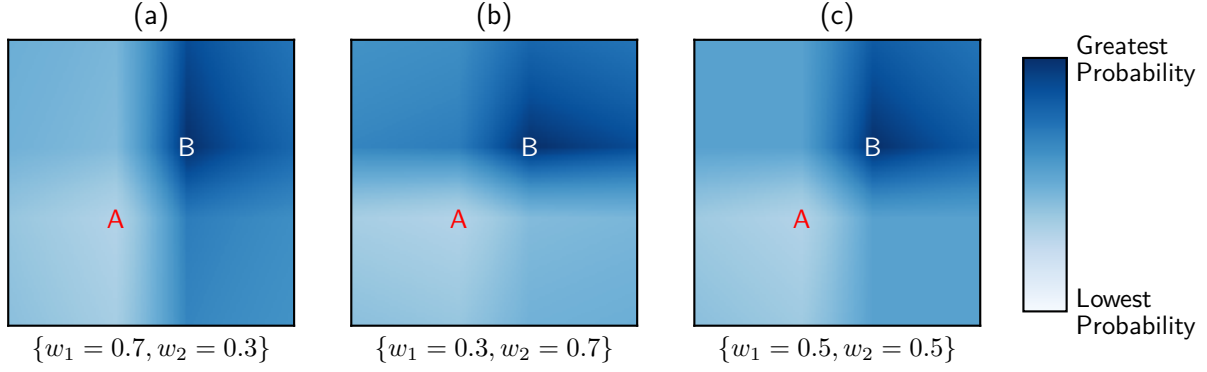 (a)
(b)
(c)
B
A
B
A
B
A
Greatest
Probability
Lowest
Probability
{w₁ = 0.7, w₂ = 0.3}
{w₁ = 0.3, w₂ = 0.7}
{w₁ = 0.5, w₂ = 0.5}